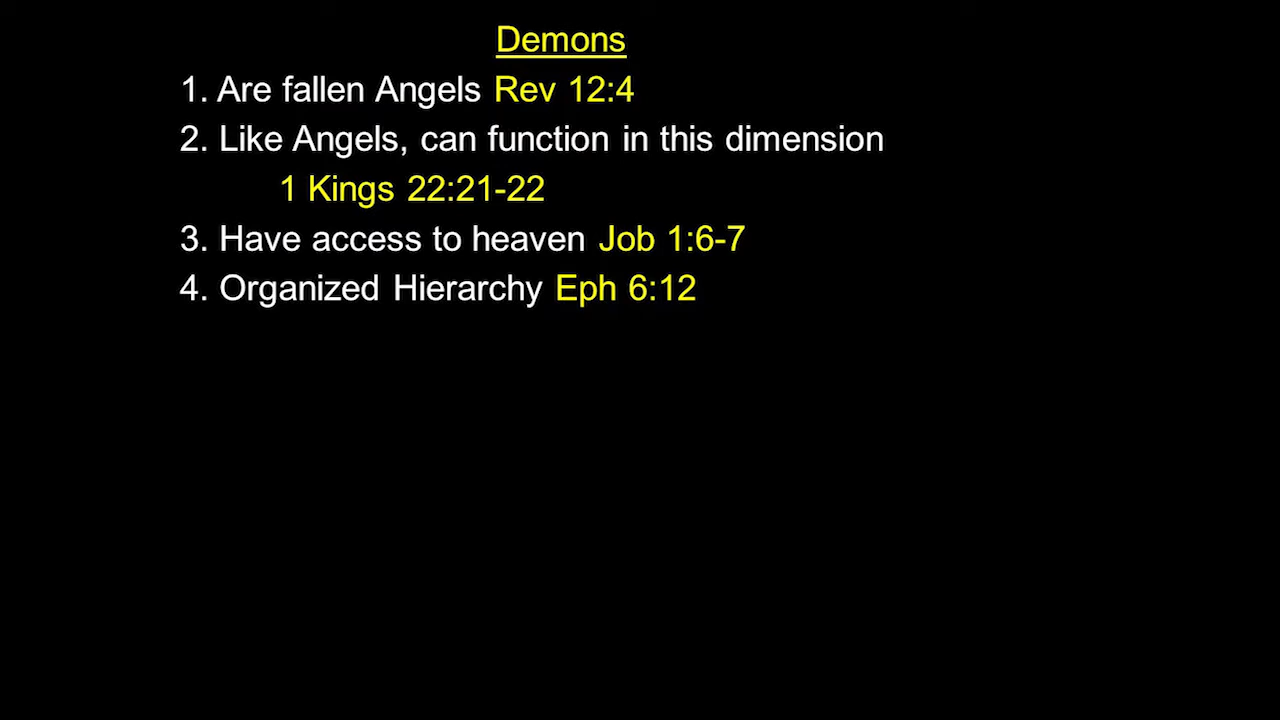 Demons
1. Are fallen Angels Rev 12:4
2. Like Angels, can function in this dimension
1 Kings 22:21-22
3. Have access to heaven Job 1:6-7
4. Organized Hierarchy Eph 6:12